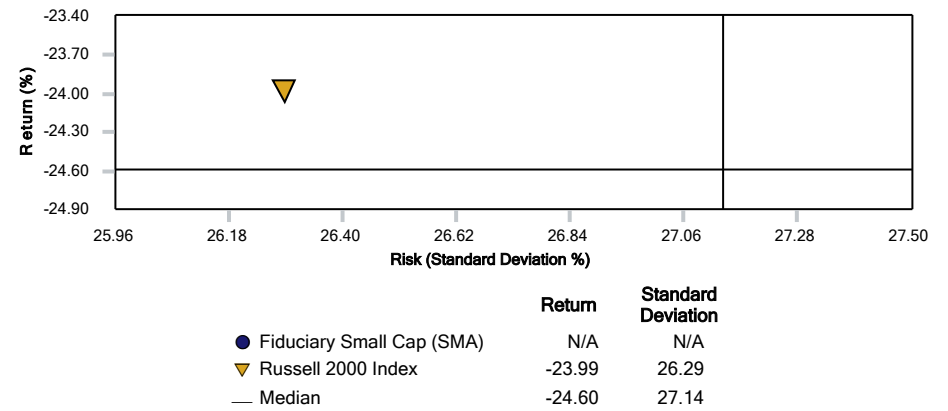 -23.40
-23.70
-24.00
-24.30
-24.60
-24.90
Return (%)
25.96 26.18 26.40 26.62 26.84 27.06 27.28 27.50
Risk (Standard Deviation %)
Return Standard Deviation
Fiduciary Small Cap (SMA) N/A N/A
Russell 2000 Index -23.99 26.29
Median -24.60 27.14